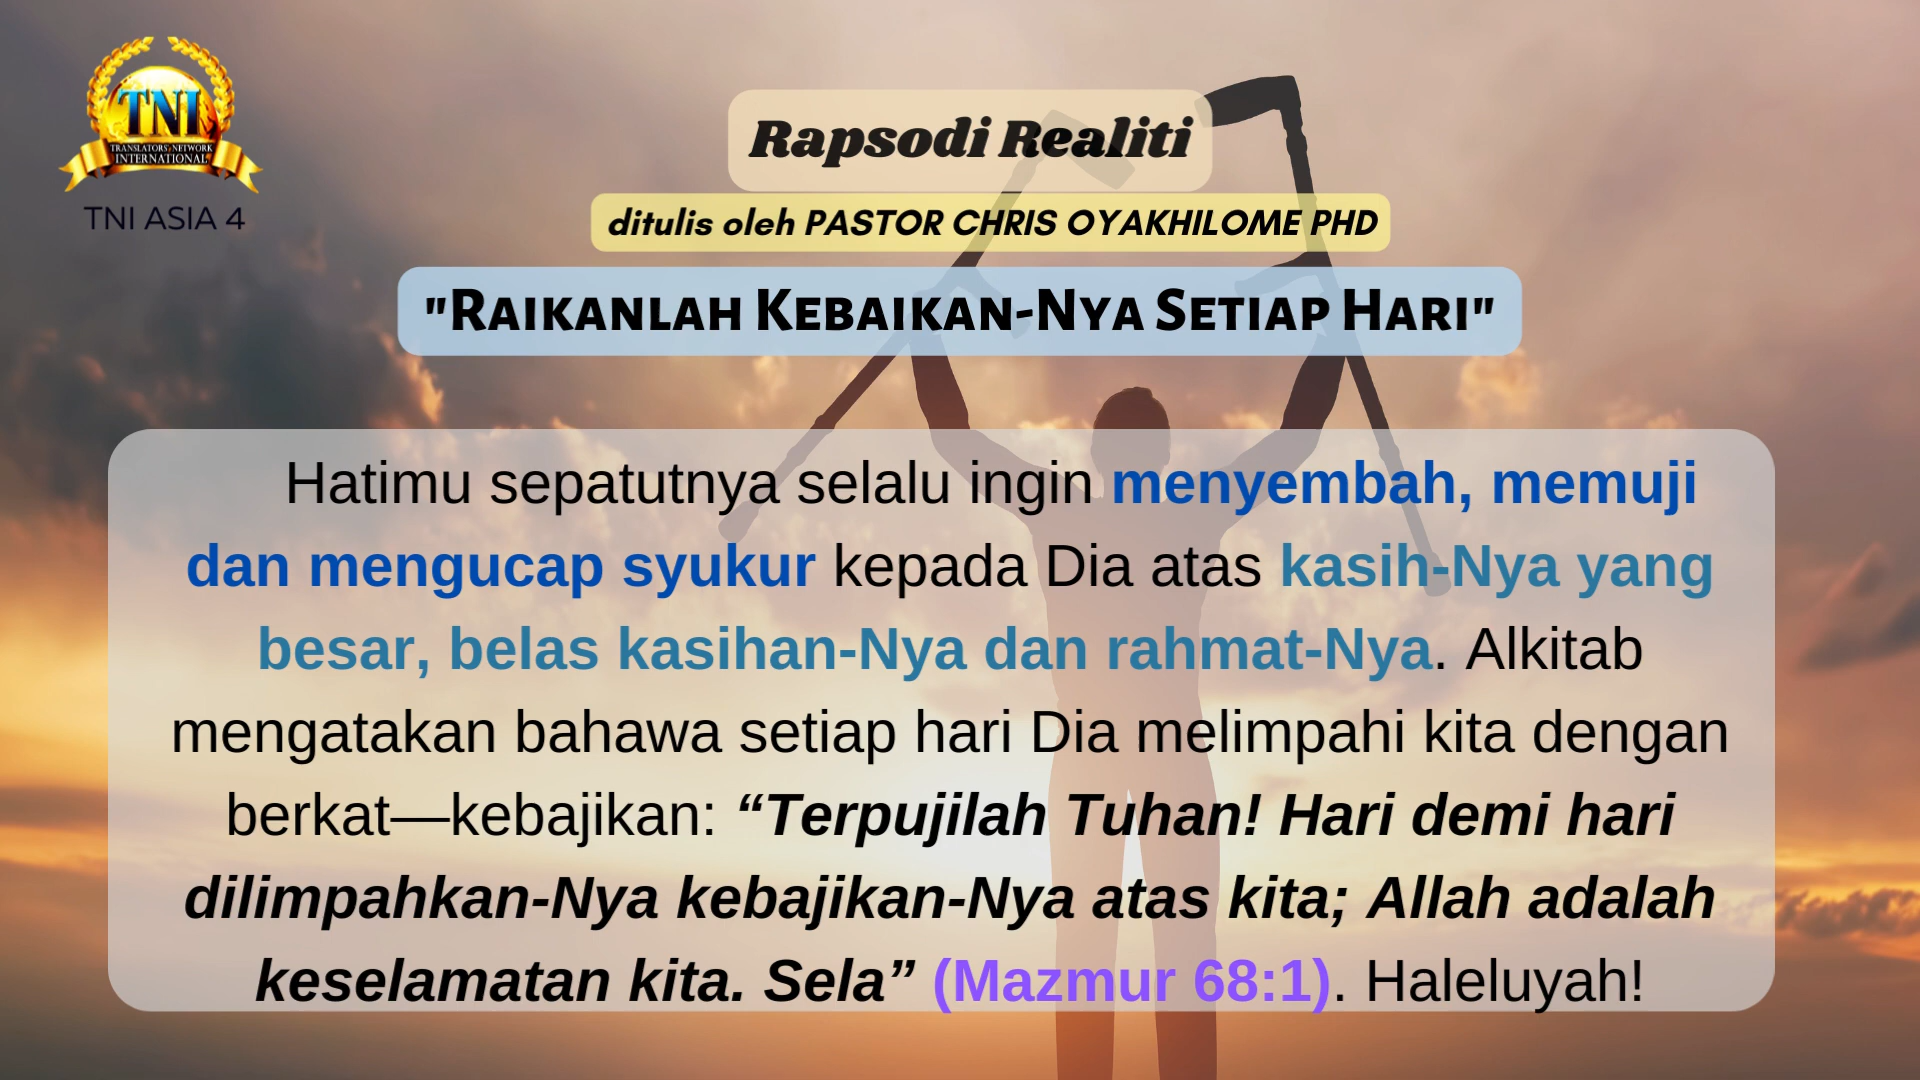 TNI
TRANSLATORS NETWORK
INTERNATIONAL
TNI ASIA 4
Rapsodi Realiti
ditulis oleh PASTOR CHRIS OYAKHILOME PHD
"Raikanlah Kebaikan-Nya Setiap Hari"
Hatimu sepatutnya selalu ingin menyembah, memuji
dan mengucap syukur kepada Dia atas kasih-Nya yang
besar, belas kasihan-Nya dan rahmat-Nya. Alkitab
mengatakan bahawa setiap hari Dia melimpahi kita dengan
berkat—kebajikan: “Terpujilah Tuhan! Hari demi hari
dilimpahkan-Nya kebajikan-Nya atas kita; Allah adalah
keselamatan kita. Sela” (Mazmur 68:1). Haleluyah!